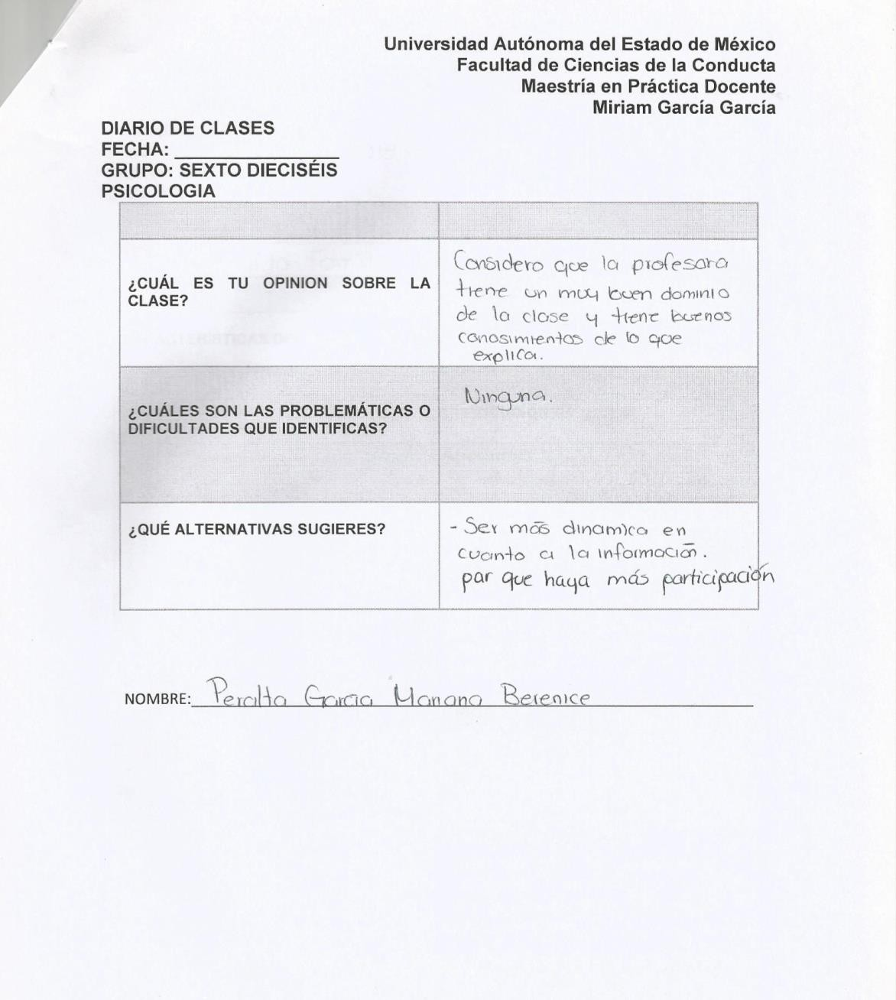 Universidad Autónoma del Estado de México
Facultad de Ciencias de la Conducta
Maestría en Práctica Docente
Miriam García García
DIARIO DE CLASES
FECHA: ________________
GRUPO: SEXTO DIECISÉIS
PSICOLOGIA
¿CUÁL ES TU OPINION SOBRE LA
CLASE?
Considero que la profesora
tiene un muy buen dominio
de la clase y tiene buenos
conosimientos de lo que
explica.
¿CUÁLES SON LAS PROBLEMÁTICAS O
DIFICULTADES QUE IDENTIFICAS?
Ninguna.
¿QUÉ ALTERNATIVAS SUGIERES?
- Ser más dinamica en
cuanto a la información.
par que haya más participación
NOMBRE: Peralta Garcia Manana Berenice